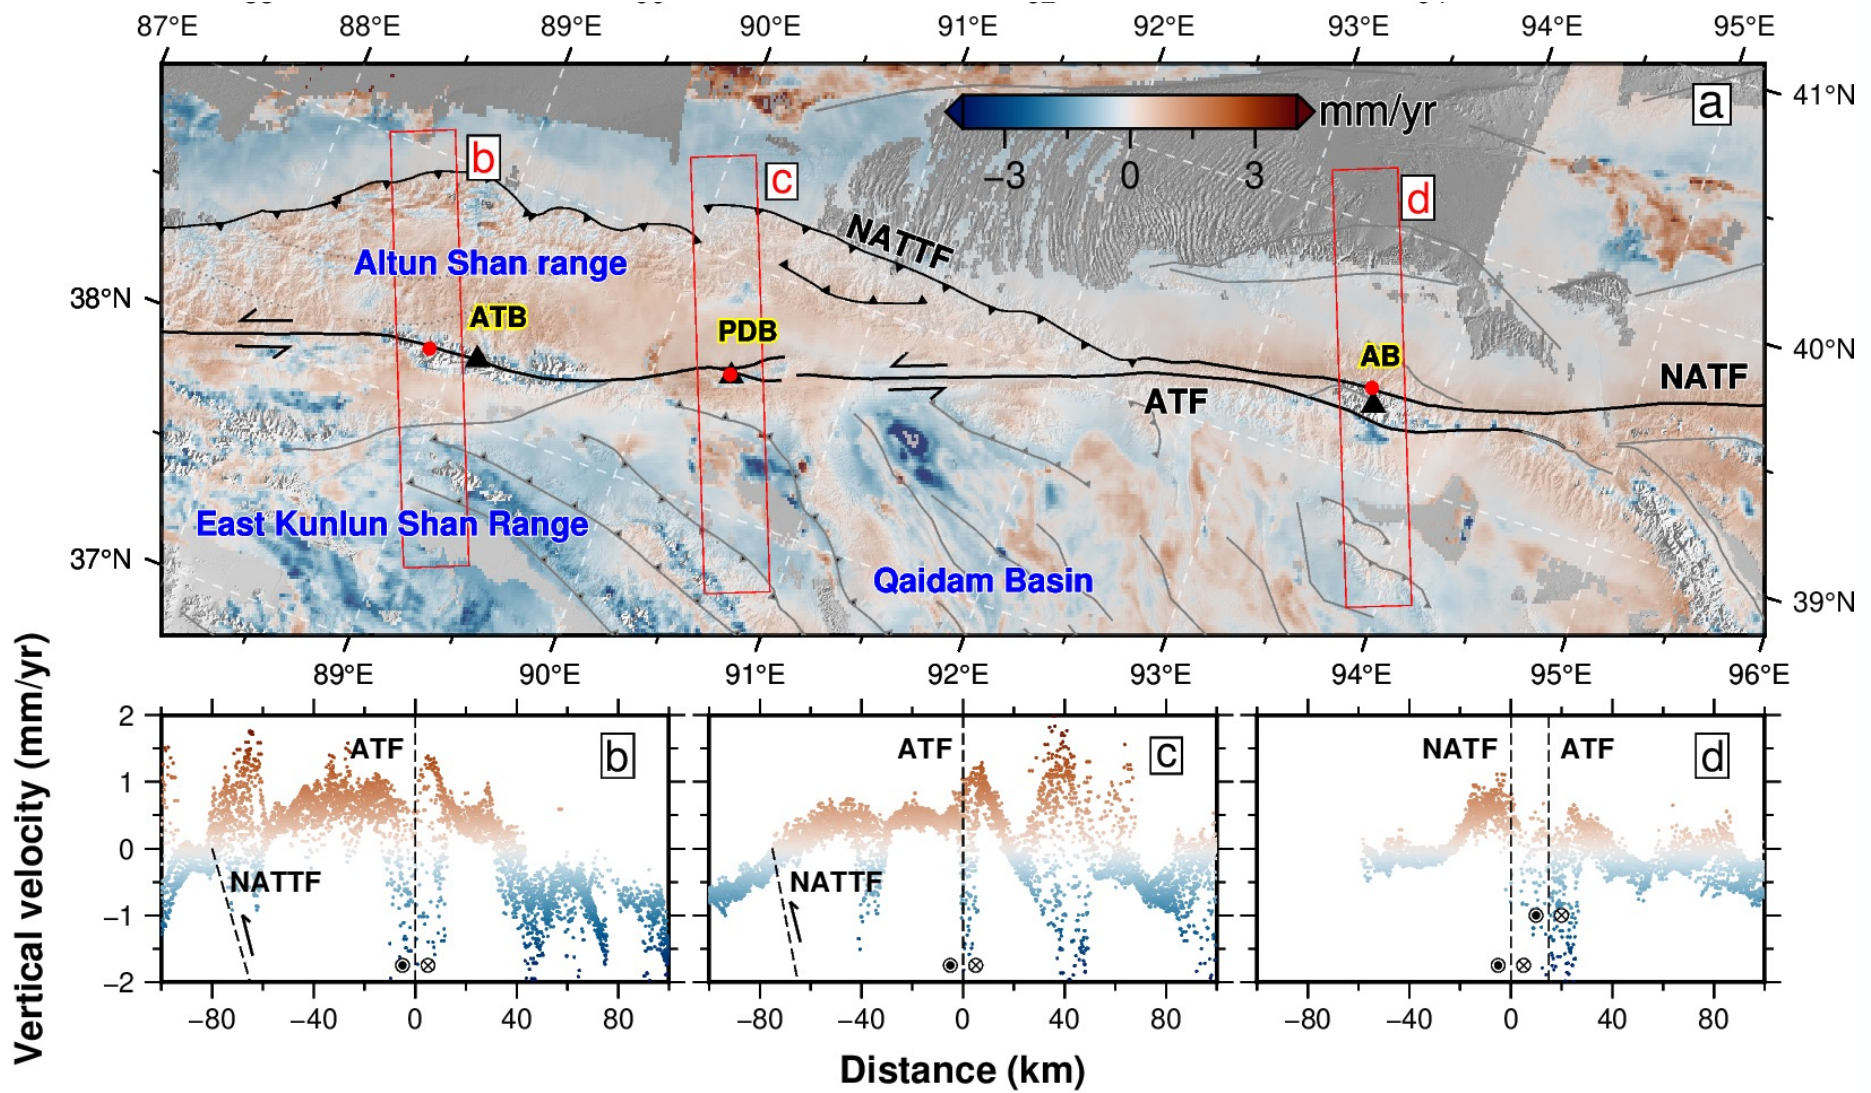 87°E 88°E 89°E 90°E 91°E 92°E 93°E 94°E 95°E
41°N
a
mm/yr
−3 0 3
b
c
d
NATTF
Altun Shan range
38°N
ATB
PDB
AB
40°N
NATF
ATF
East Kunlun Shan Range
37°N
Qaidam Basin
39°N
89°E 90°E 91°E 92°E 93°E 94°E 95°E 96°E
Vertical velocity (mm/yr)
2
1
0
−1
−2
ATF
b
NATTF
−80 −40 0 40 80
ATF
c
NATTF
−80 −40 0 40 80
NATF
ATF
d
−80 −40 0 40 80
Distance (km)